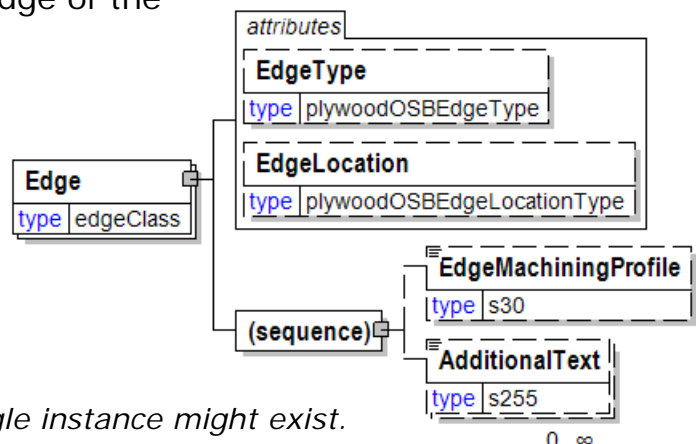 dge of the
attributes
EdgeType
type plywoodOSBEdgeType
EdgeLocation
type plywoodOSBEdgeLocationType
Edge
type edgeClass
EdgeMachiningProfile
type s30
(sequence)
AdditionalText
type s255
gle instance might exist.
0 ∞